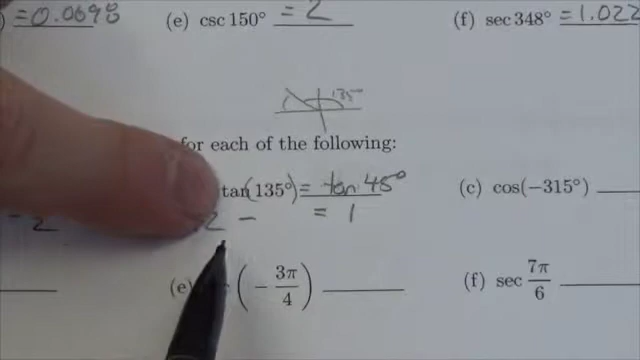 ) = 0.0698 (e) csc 150° = 2 (f) sec 348° = 1.022
135°
for each of the following:
tan(135°) = tan 45° (c) cos(−315°)
2 − = 1
(e) (− 3π/4) (f) sec 7π/6